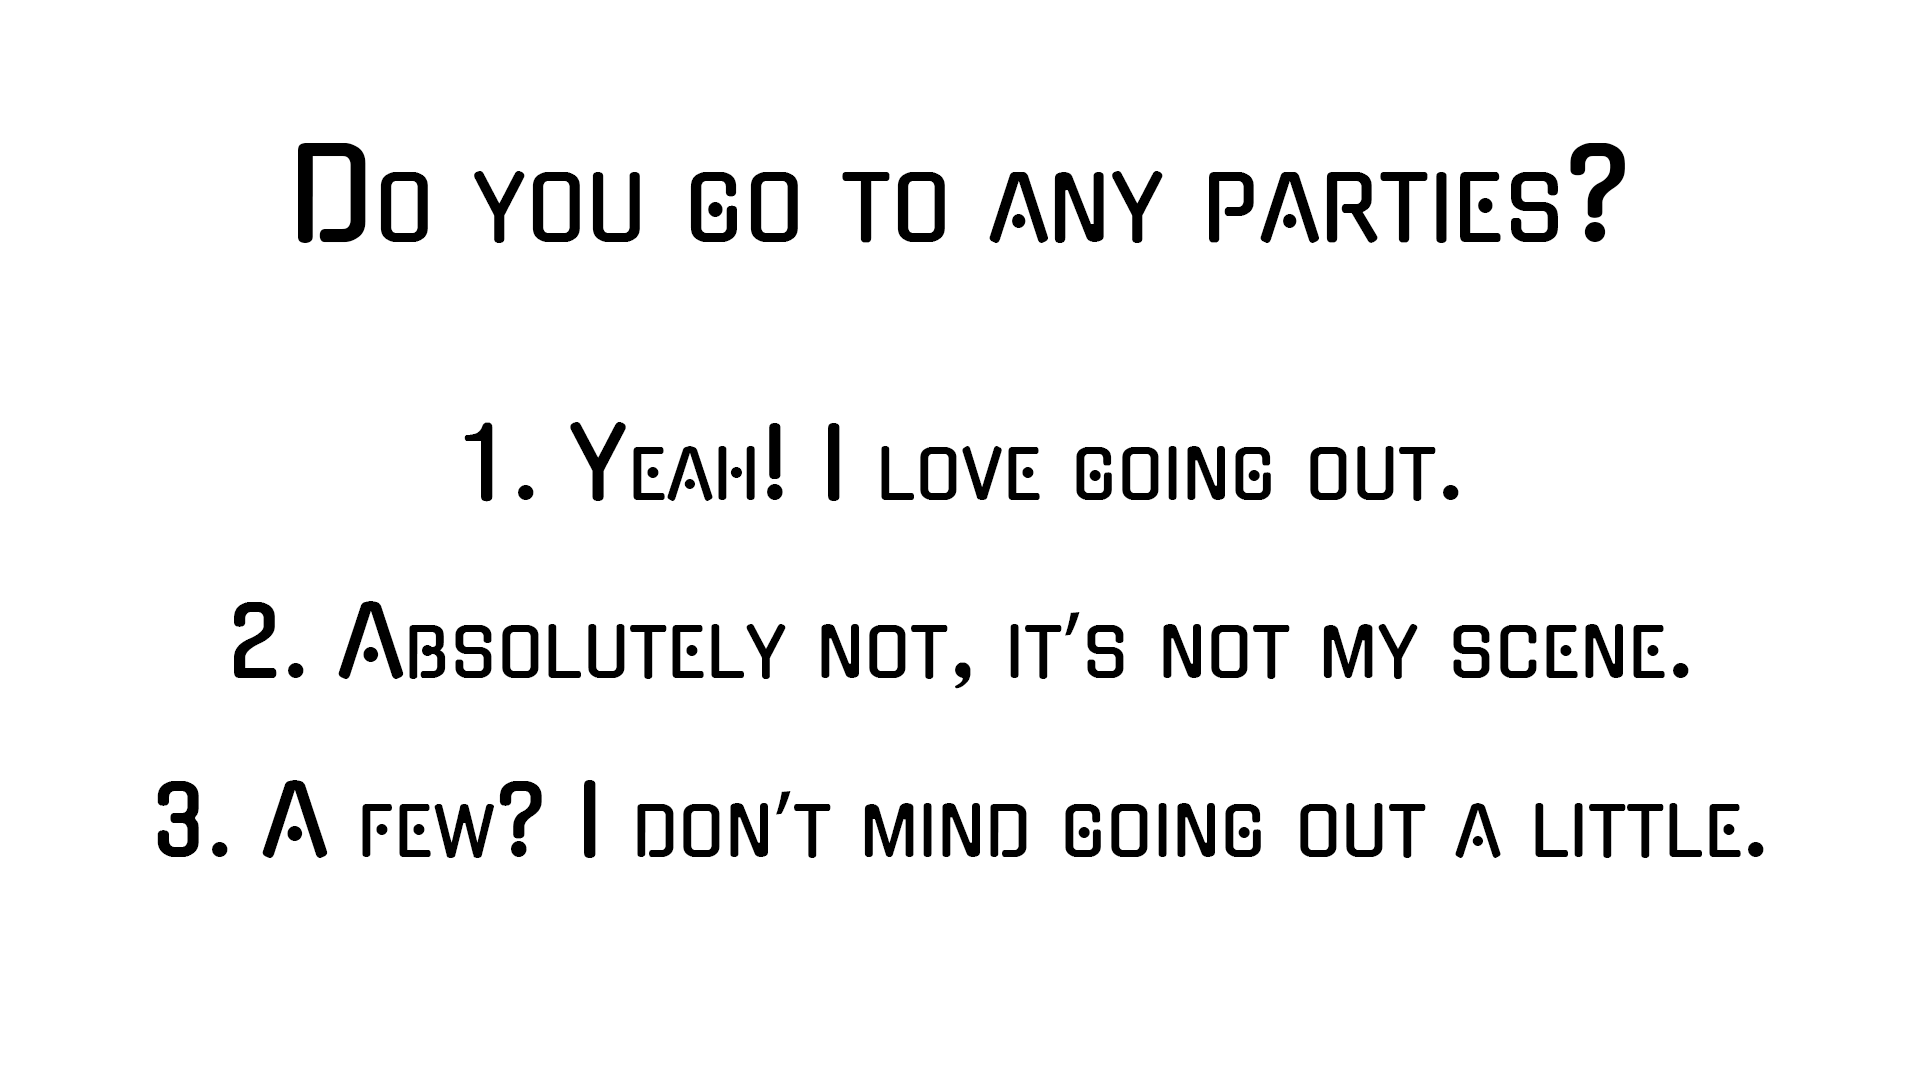 Do you go to any parties?
1. Yeah! I love going out.
2. Absolutely not, it's not my scene.
3. A few? I don't mind going out a little.